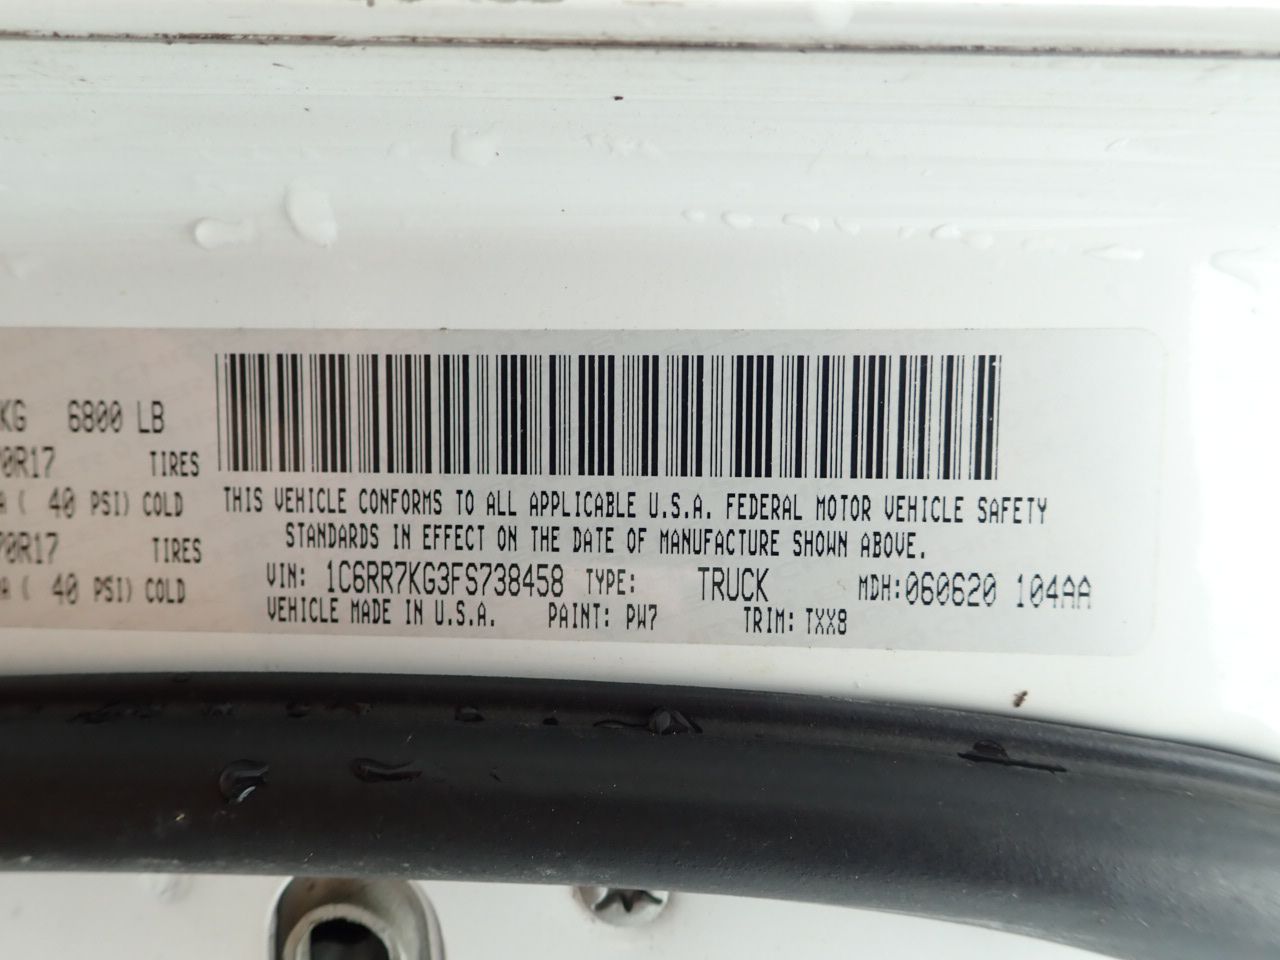 KG 6800 LB
70R17 TIRES
A ( 40 PSI) COLD
70R17 TIRES
A ( 40 PSI) COLD
THIS VEHICLE CONFORMS TO ALL APPLICABLE U.S.A. FEDERAL MOTOR VEHICLE SAFETY
STANDARDS IN EFFECT ON THE DATE OF MANUFACTURE SHOWN ABOVE.
VIN: 1C6RR7KG3FS738458 TYPE: TRUCK MDH:060620 104AA
VEHICLE MADE IN U.S.A. PAINT: PW7 TRIM: TXX8